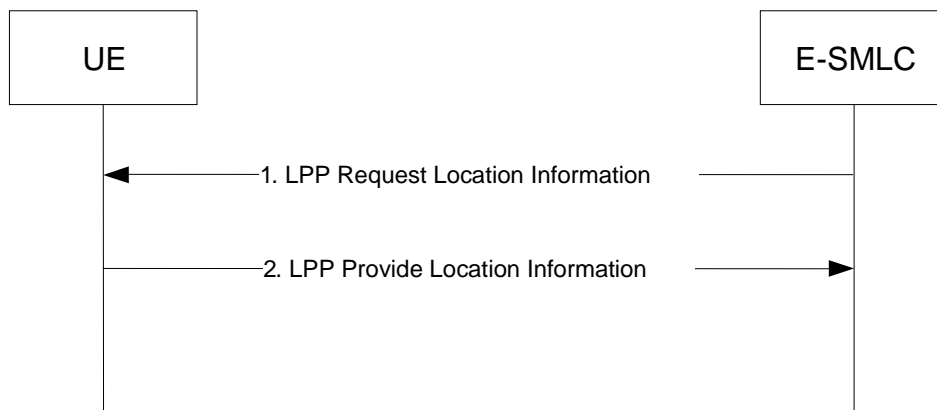 UE
E-SMLC
1. LPP Request Location Information
2. LPP Provide Location Information